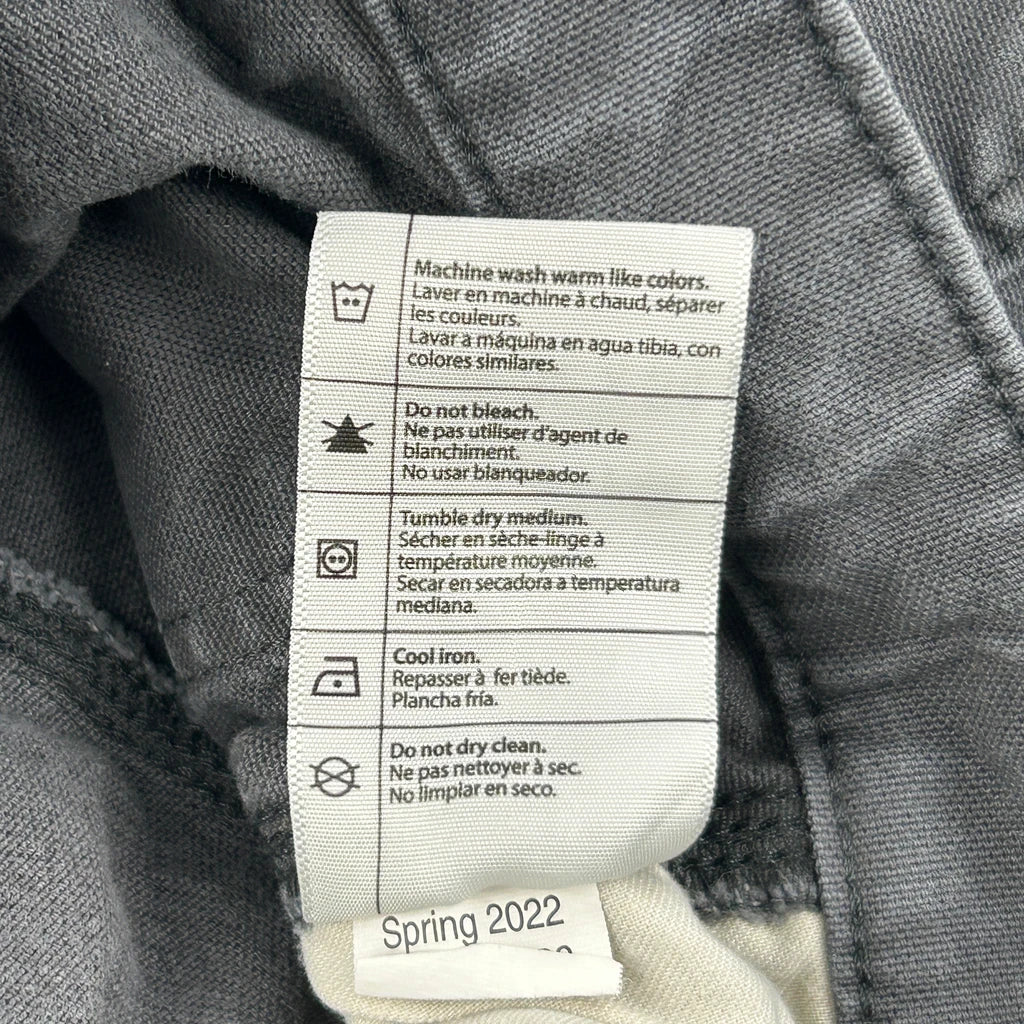 Machine wash warm like colors.
Laver en machine à chaud, séparer
les couleurs.
Lavar a máquina en agua tibia, con
colores similares.
Do not bleach.
Ne pas utiliser d'agent de
blanchiment.
No usar blanqueador.
Tumble dry medium.
Sécher en sèche-linge à
température moyenne.
Secar en secadora a temperatura
mediana.
Cool iron.
Repasser à fer tiède.
Plancha fría.
Do not dry clean.
Ne pas nettoyer à sec.
No limpiar en seco.
Spring 2022